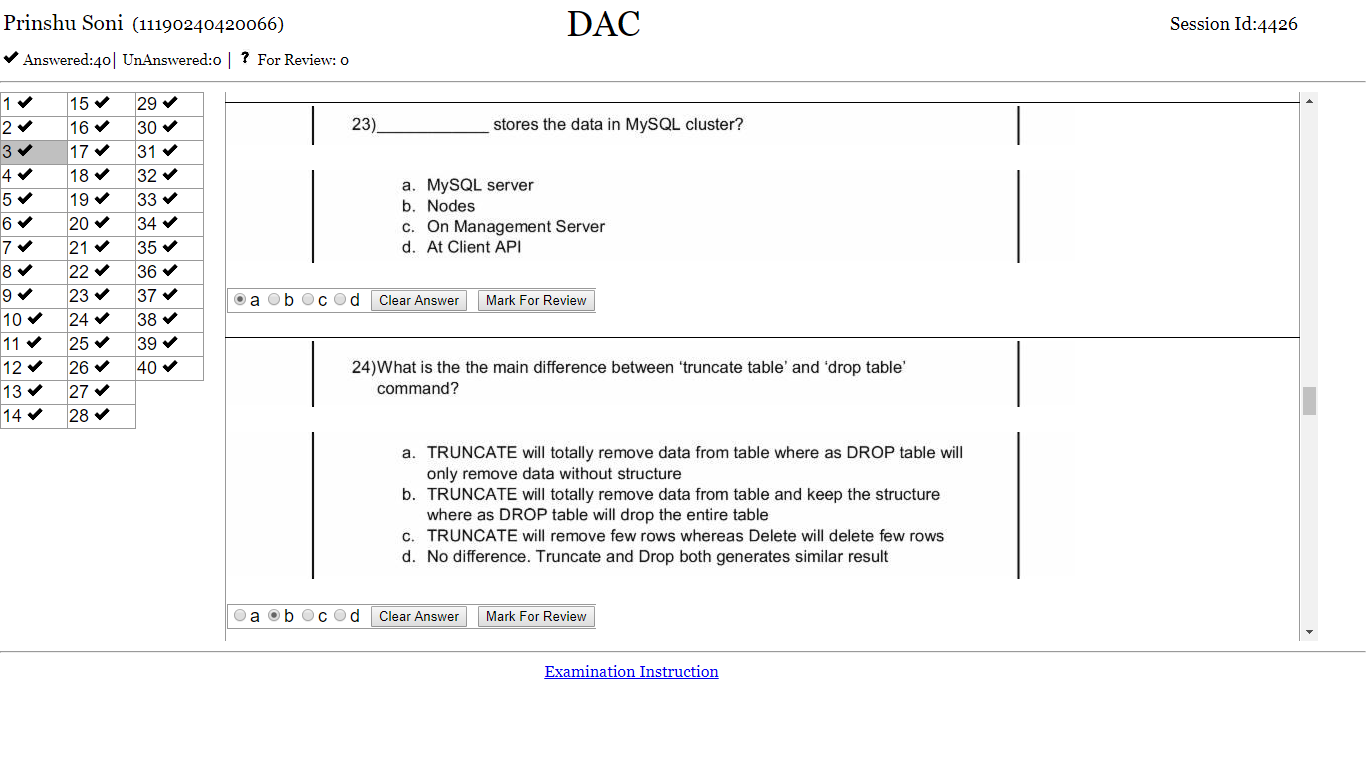 Prinshu Soni (11190240420066)
DAC
Session Id:4426
✔ Answered:40| UnAnswered:0 | ? For Review: 0
1 ✔ 15 ✔ 29 ✔
2 ✔ 16 ✔ 30 ✔
3 ✔ 17 ✔ 31 ✔
4 ✔ 18 ✔ 32 ✔
5 ✔ 19 ✔ 33 ✔
6 ✔ 20 ✔ 34 ✔
7 ✔ 21 ✔ 35 ✔
8 ✔ 22 ✔ 36 ✔
9 ✔ 23 ✔ 37 ✔
10 ✔ 24 ✔ 38 ✔
11 ✔ 25 ✔ 39 ✔
12 ✔ 26 ✔ 40 ✔
13 ✔ 27 ✔
14 ✔ 28 ✔
23)_____________ stores the data in MySQL cluster?
a. MySQL server
b. Nodes
c. On Management Server
d. At Client API
a b c d Clear Answer Mark For Review
24)What is the the main difference between ‘truncate table’ and ‘drop table’
command?
a. TRUNCATE will totally remove data from table where as DROP table will
only remove data without structure
b. TRUNCATE will totally remove data from table and keep the structure
where as DROP table will drop the entire table
c. TRUNCATE will remove few rows whereas Delete will delete few rows
d. No difference. Truncate and Drop both generates similar result
a b c d Clear Answer Mark For Review
Examination Instruction